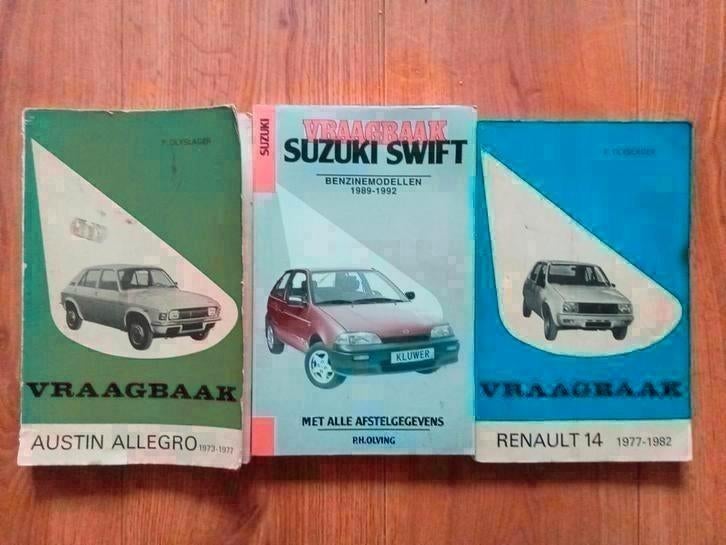 P. OLYSLAGER
VRAAGBAAK
AUSTIN ALLEGRO 1973-1977
SUZUKI
VRAAGBAAK
SUZUKI SWIFT
BENZINEMODELLEN
1989-1992
KLUWER
MET ALLE AFSTELGEGEVENS
P.H. OLVING
P. OLYSLAGER
VRAAGBAAK
RENAULT 14 1977-1982